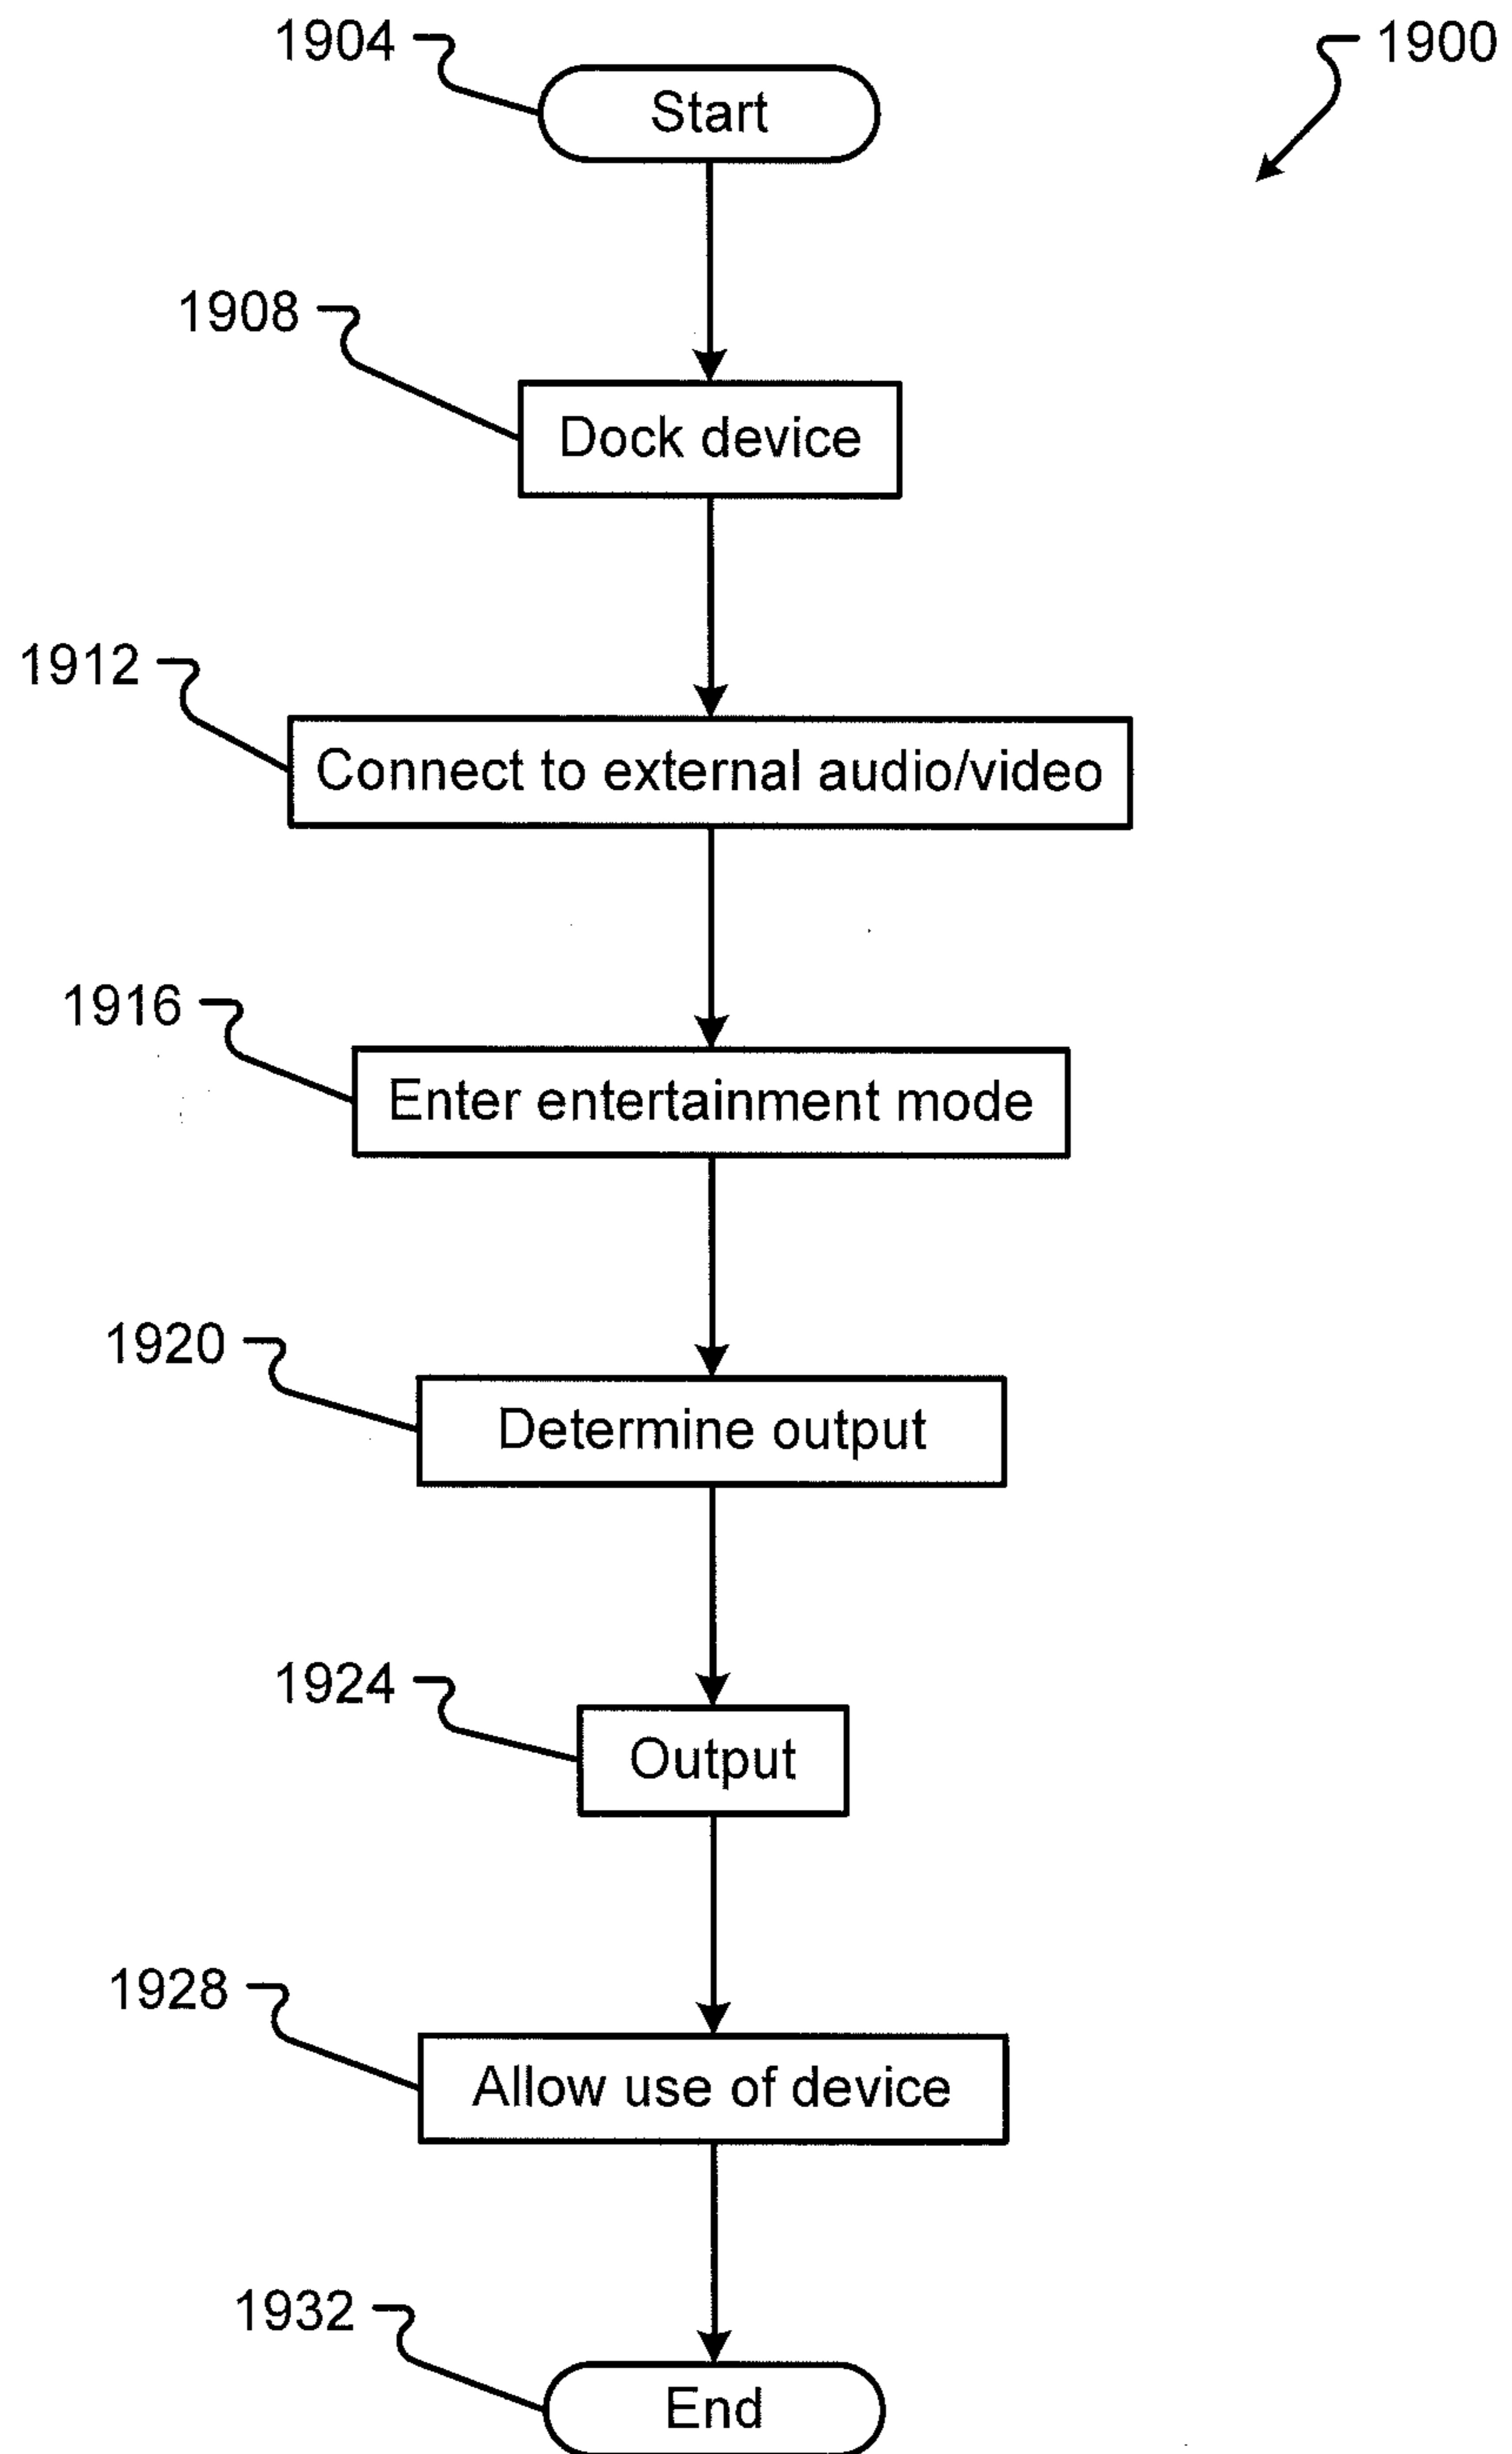 1904
1900
Start
1908
Dock device
1912
Connect to external audio/video
1916
Enter entertainment mode
1920
Determine output
1924
Output
1928
Allow use of device
1932
End